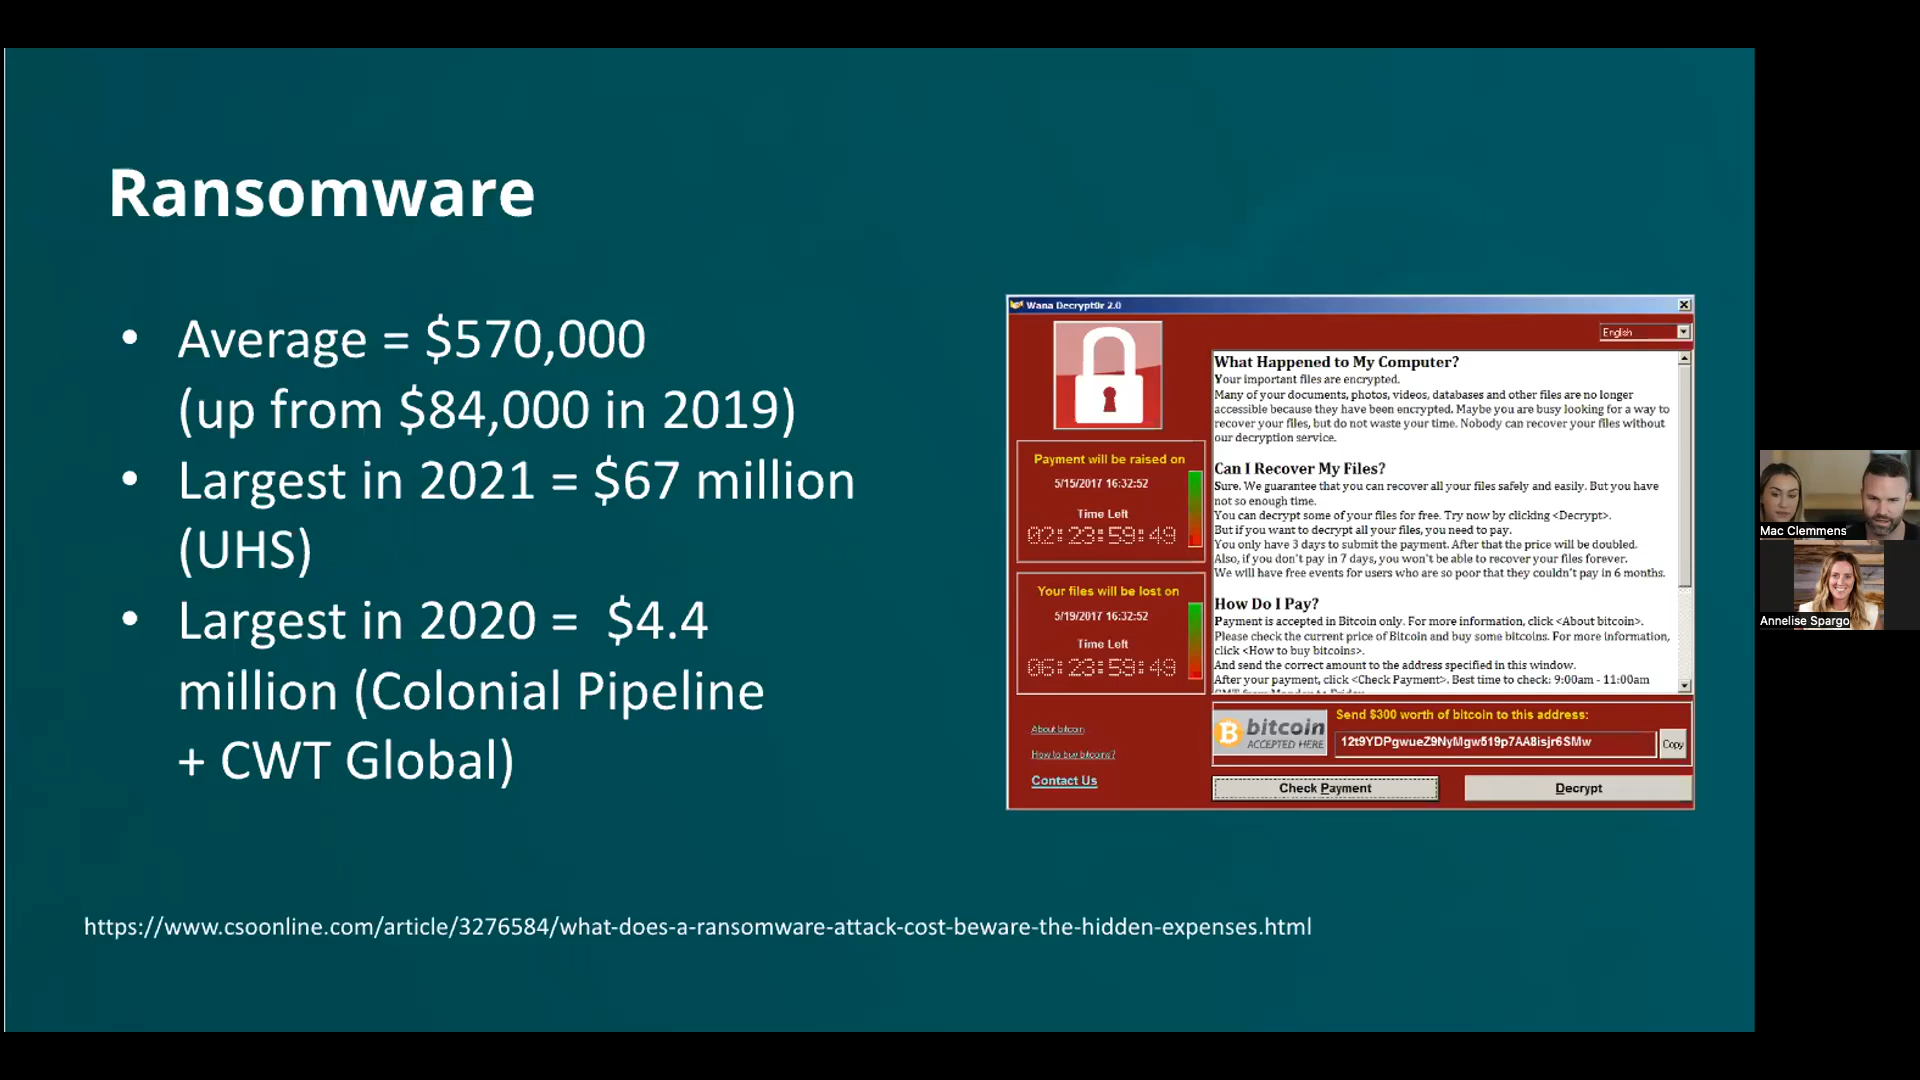 Ransomware
• Average = $570,000
(up from $84,000 in 2019)
• Largest in 2021 = $67 million
(UHS)
• Largest in 2020 = $4.4
million (Colonial Pipeline
+ CWT Global)
https://www.csoonline.com/article/3276584/what-does-a-ransomware-attack-cost-beware-the-hidden-expenses.html
Wana Decrypt0r 2.0
English
Payment will be raised on
5/15/2017 16:32:52
Time Left
02:23:59:49
Your files will be lost on
5/19/2017 16:32:52
Time Left
06:23:59:49
About bitcoin
How to buy bitcoins?
Contact Us
What Happened to My Computer?
Your important files are encrypted.
Many of your documents, photos, videos, databases and other files are no longer
accessible because they have been encrypted. Maybe you are busy looking for a way to
recover your files, but do not waste your time. Nobody can recover your files without
our decryption service.
Can I Recover My Files?
Sure. We guarantee that you can recover all your files safely and easily. But you have
not so enough time.
You can decrypt some of your files for free. Try now by clicking <Decrypt>.
But if you want to decrypt all your files, you need to pay.
You only have 3 days to submit the payment. After that the price will be doubled.
Also, if you don't pay in 7 days, you won't be able to recover your files forever.
We will have free events for users who are so poor that they couldn't pay in 6 months.
How Do I Pay?
Payment is accepted in Bitcoin only. For more information, click <About bitcoin>.
Please check the current price of Bitcoin and buy some bitcoins. For more information,
click <How to buy bitcoins>.
And send the correct amount to the address specified in this window.
After your payment, click <Check Payment>. Best time to check: 9:00am - 11:00am
GMT from Monday to Friday.
bitcoin
ACCEPTED HERE
Send $300 worth of bitcoin to this address:
12t9YDPgwueZ9NyMgw519p7AA8isjr6SMw
Copy
Check Payment
Decrypt
Mac Clemmens
Annelise Spargo